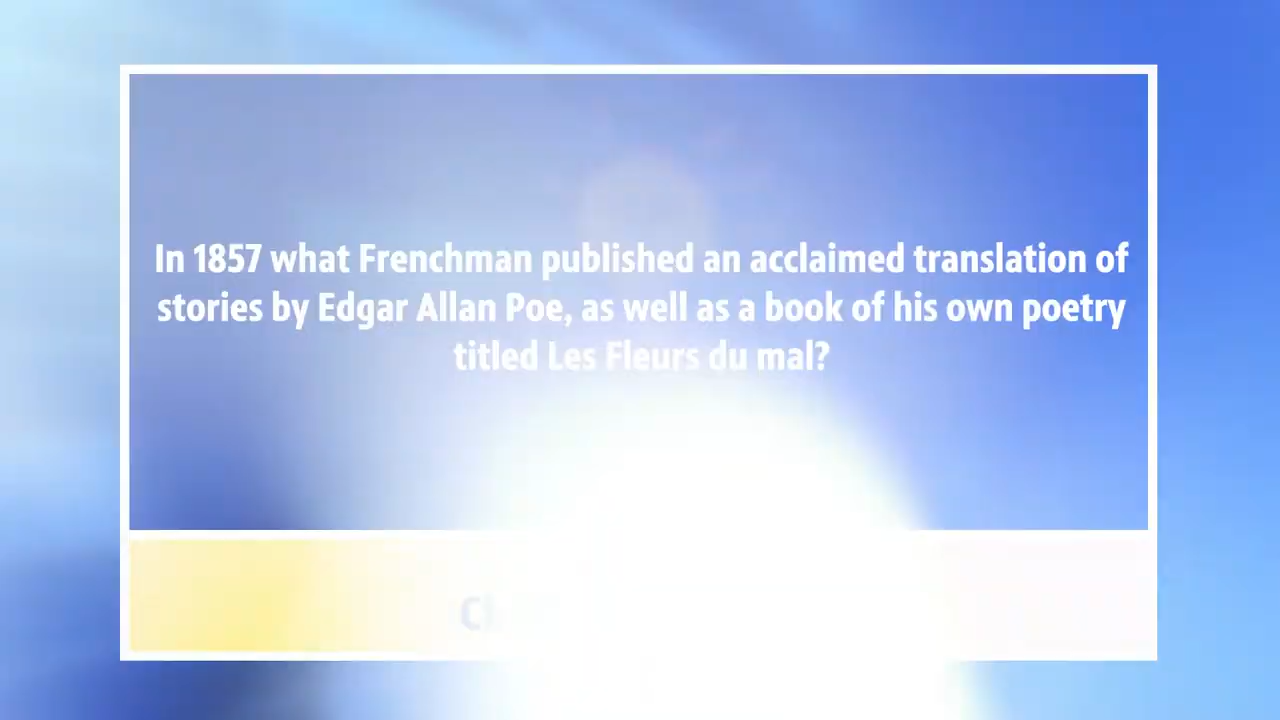 In 1857 what Frenchman published an acclaimed translation of
stories by Edgar Allan Poe, as well as a book of his own poetry
titled Les Fleurs du mal?